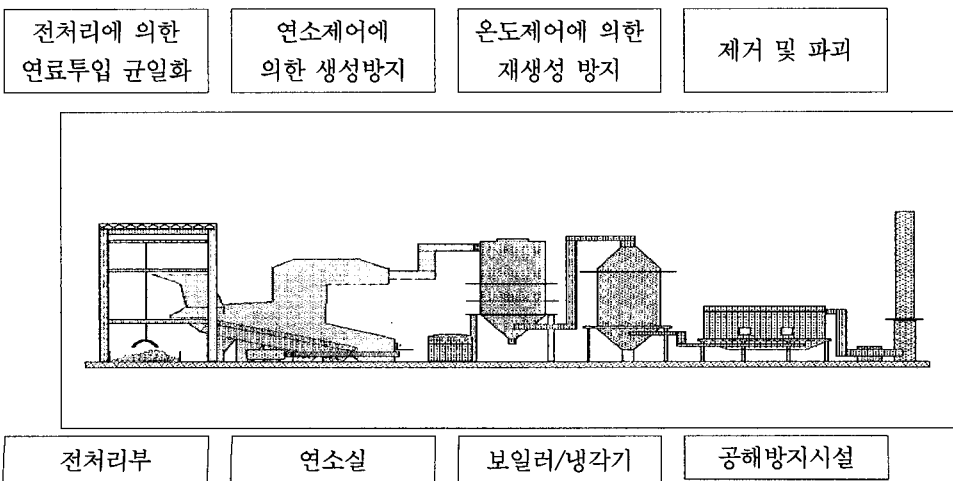 전처리에 의한
연료투입 균일화
연소제어에
의한 생성방지
온도제어에 의한
재생성 방지
제거 및 파괴
전처리부
연소실
보일러/냉각기
공해방지시설